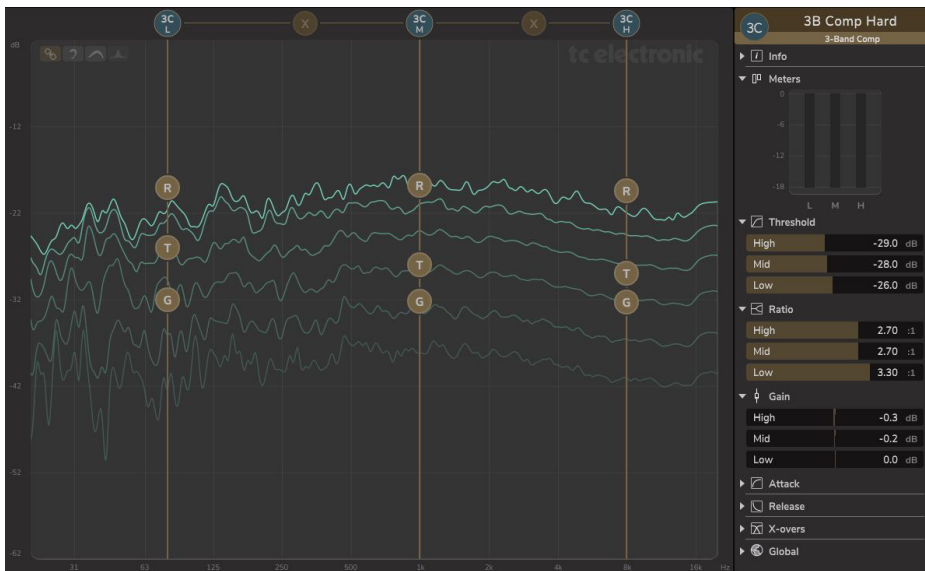 3C
L
X
3C
M
X
3C
H
dB
tc electronic
-12
-22
-32
-42
-52
-62
R
R
R
T
T
T
G
G
G
31
63
125
250
500
1k
2k
4k
8k
16k
Hz
3C
3B Comp Hard
3-Band Comp
i Info
Meters
0
-6
-12
-18
L M H
Threshold
High -29.0 dB
Mid -28.0 dB
Low -26.0 dB
Ratio
High 2.70 :1
Mid 2.70 :1
Low 3.30 :1
Gain
High -0.3 dB
Mid -0.2 dB
Low 0.0 dB
Attack
Release
X-overs
Global